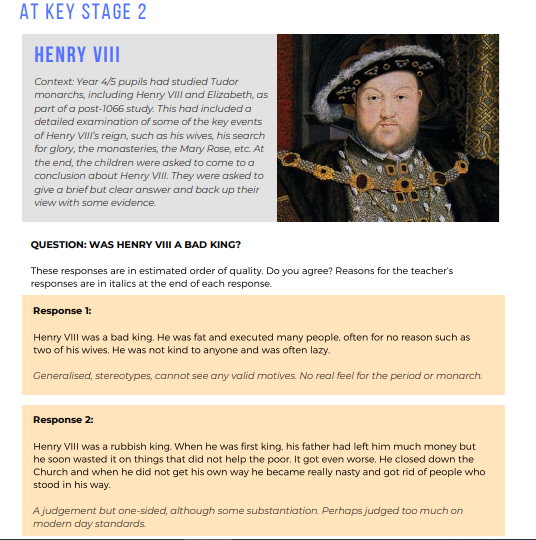 AT KEY STAGE 2
HENRY VIII
Context: Year 4/5 pupils had studied Tudor
monarchs, including Henry VIII and Elizabeth, as
part of a post-1066 study. This had included a
detailed examination of some of the key events
of Henry VIII's reign, such as his wives, his search
for glory, the monasteries, the Mary Rose, etc. At
the end, the children were asked to come to a
conclusion about Henry VIII. They were asked to
give a brief but clear answer and back up their
view with some evidence.
QUESTION: WAS HENRY VIII A BAD KING?
These responses are in estimated order of quality. Do you agree? Reasons for the teacher's
responses are in italics at the end of each response.
Response 1:
Henry VIII was a bad king. He was fat and executed many people, often for no reason such as
two of his wives. He was not kind to anyone and was often lazy.
Generalised, stereotypes, cannot see any valid motives. No real feel for the period or monarch.
Response 2:
Henry VIII was a rubbish king. When he was first king, his father had left him much money but
he soon wasted it on things that did not help the poor. It got even worse. He closed down the
Church and when he did not get his own way he became really nasty and got rid of people who
stood in his way.
A judgement but one-sided, although some substantiation. Perhaps judged too much on
modern day standards.